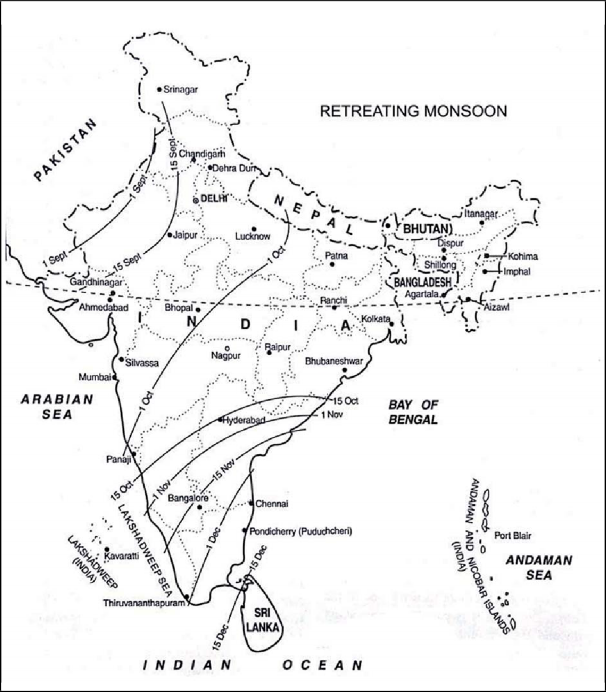 RETREATING MONSOON
Srinagar
PAKISTAN
15 Sept
Chandigarh
Dehra Dun
1 Sept
DELHI
NEPAL
Itanagar
BHUTAN
Jaipur
Lucknow
Dispur
1 Sept
15 Sept
1 Oct
Patna
Shillong
Kohima
Imphal
Gandhinagar
BANGLADESH
Ahmedabad
Bhopal
Ranchi
Agartala
Aizawl
INDIA
Kolkata
Nagpur
Raipur
Silvassa
Bhubaneshwar
Mumbai
ARABIAN
SEA
1 Oct
15 Oct
1 Nov
BAY OF
BENGAL
Hyderabad
Panaji
15 Oct
1 Nov
15 Nov
Bangalore
Chennai
LAKSHADWEEP SEA
1 Dec
Pondicherry (Puduchcheri)
LAKSHADWEEP
(INDIA)
Kavaratti
15 Dec
Thiruvananthapuram
SRI
LANKA
15 Dec
ANDAMAN AND NICOBAR ISLANDS
(INDIA)
Port Blair
ANDAMAN
SEA
INDIAN OCEAN